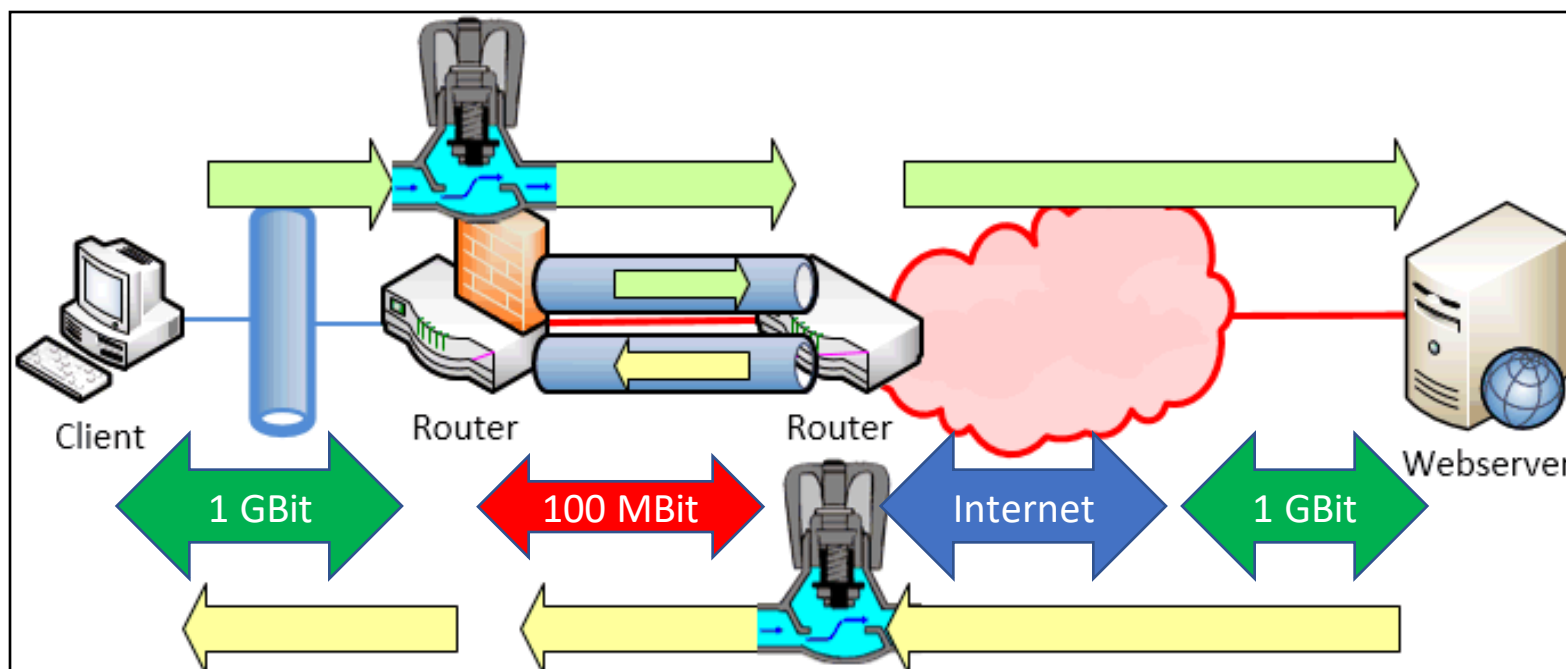 Client
Router
Router
Webserver
1 GBit
100 MBit
Internet
1 GBit